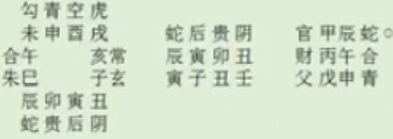 勾青空虎
未申酉戌 蛇后贵阴 官甲辰蛇○
合午 亥常 辰寅卯丑 财丙午合
朱巳 子玄 寅子丑壬 父戊申青
辰卯寅丑
蛇贵后阴